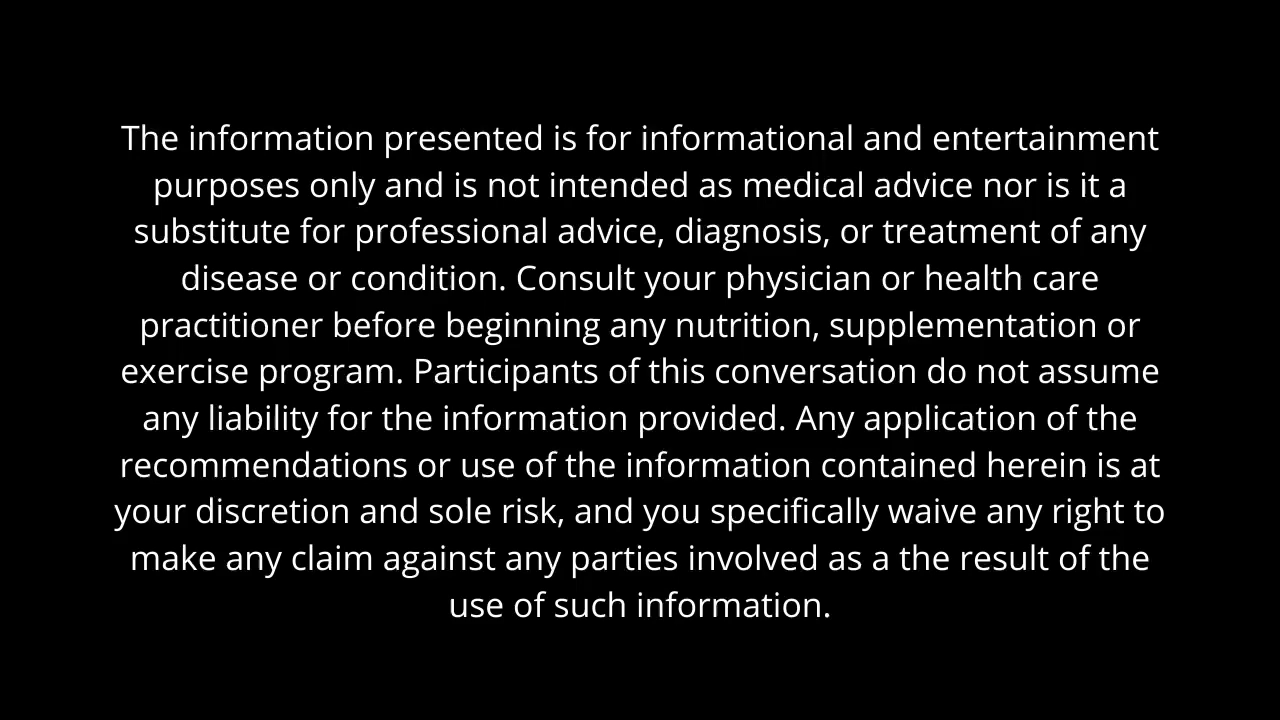 The information presented is for informational and entertainment
purposes only and is not intended as medical advice nor is it a
substitute for professional advice, diagnosis, or treatment of any
disease or condition. Consult your physician or health care
practitioner before beginning any nutrition, supplementation or
exercise program. Participants of this conversation do not assume
any liability for the information provided. Any application of the
recommendations or use of the information contained herein is at
your discretion and sole risk, and you specifically waive any right to
make any claim against any parties involved as a the result of the
use of such information.